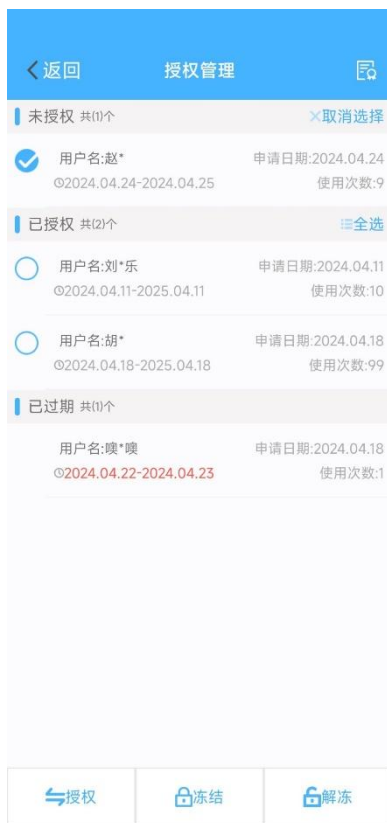 返回 授权管理
未授权 共(1)个 取消选择
用户名:赵* 申请日期:2024.04.24
2024.04.24-2024.04.25 使用次数:9
已授权 共(2)个 全选
用户名:刘*乐 申请日期:2024.04.11
2024.04.11-2025.04.11 使用次数:10
用户名:胡* 申请日期:2024.04.18
2024.04.18-2025.04.18 使用次数:99
已过期 共(1)个
用户名:噢*噢 申请日期:2024.04.18
2024.04.22-2024.04.23 使用次数:1
授权 冻结 解冻